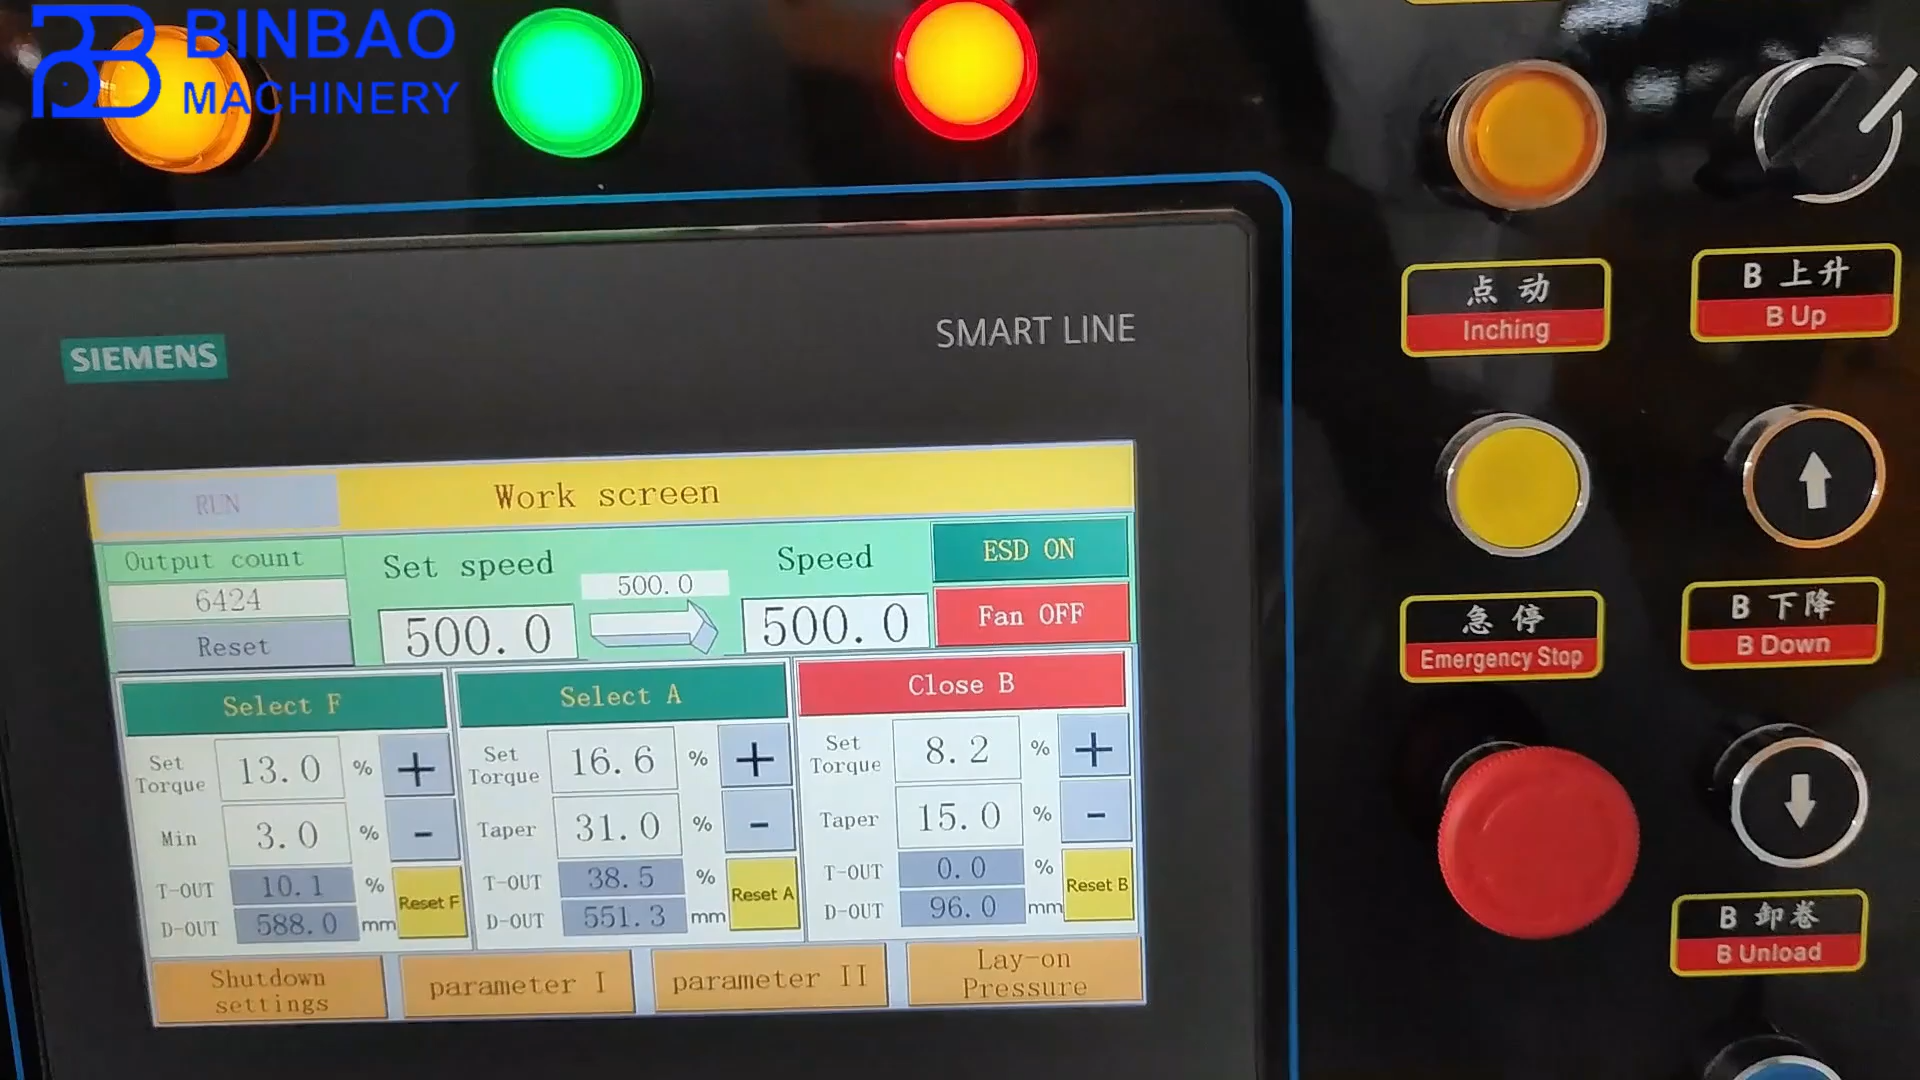 BINBAO
MACHINERY
SIEMENS
SMART LINE
RUN
Work screen
Output count
6424
Reset
Set speed
500.0
500.0
Speed
500.0
ESD ON
Fan OFF
Select F
Set
Torque
13.0 %
+
Min 3.0 %
-
T-OUT 10.1 %
D-OUT 588.0 mm
Reset F
Select A
Set
Torque
16.6 %
+
Taper 31.0 %
-
T-OUT 38.5 %
D-OUT 551.3 mm
Reset A
Close B
Set
Torque
8.2 %
+
Taper 15.0 %
-
T-OUT 0.0 %
D-OUT 96.0 mm
Reset B
Shutdown
settings
parameter I
parameter II
Lay-on
Pressure
点动
Inching
B 上升
B Up
急停
Emergency Stop
B 下降
B Down
B 卸卷
B Unload